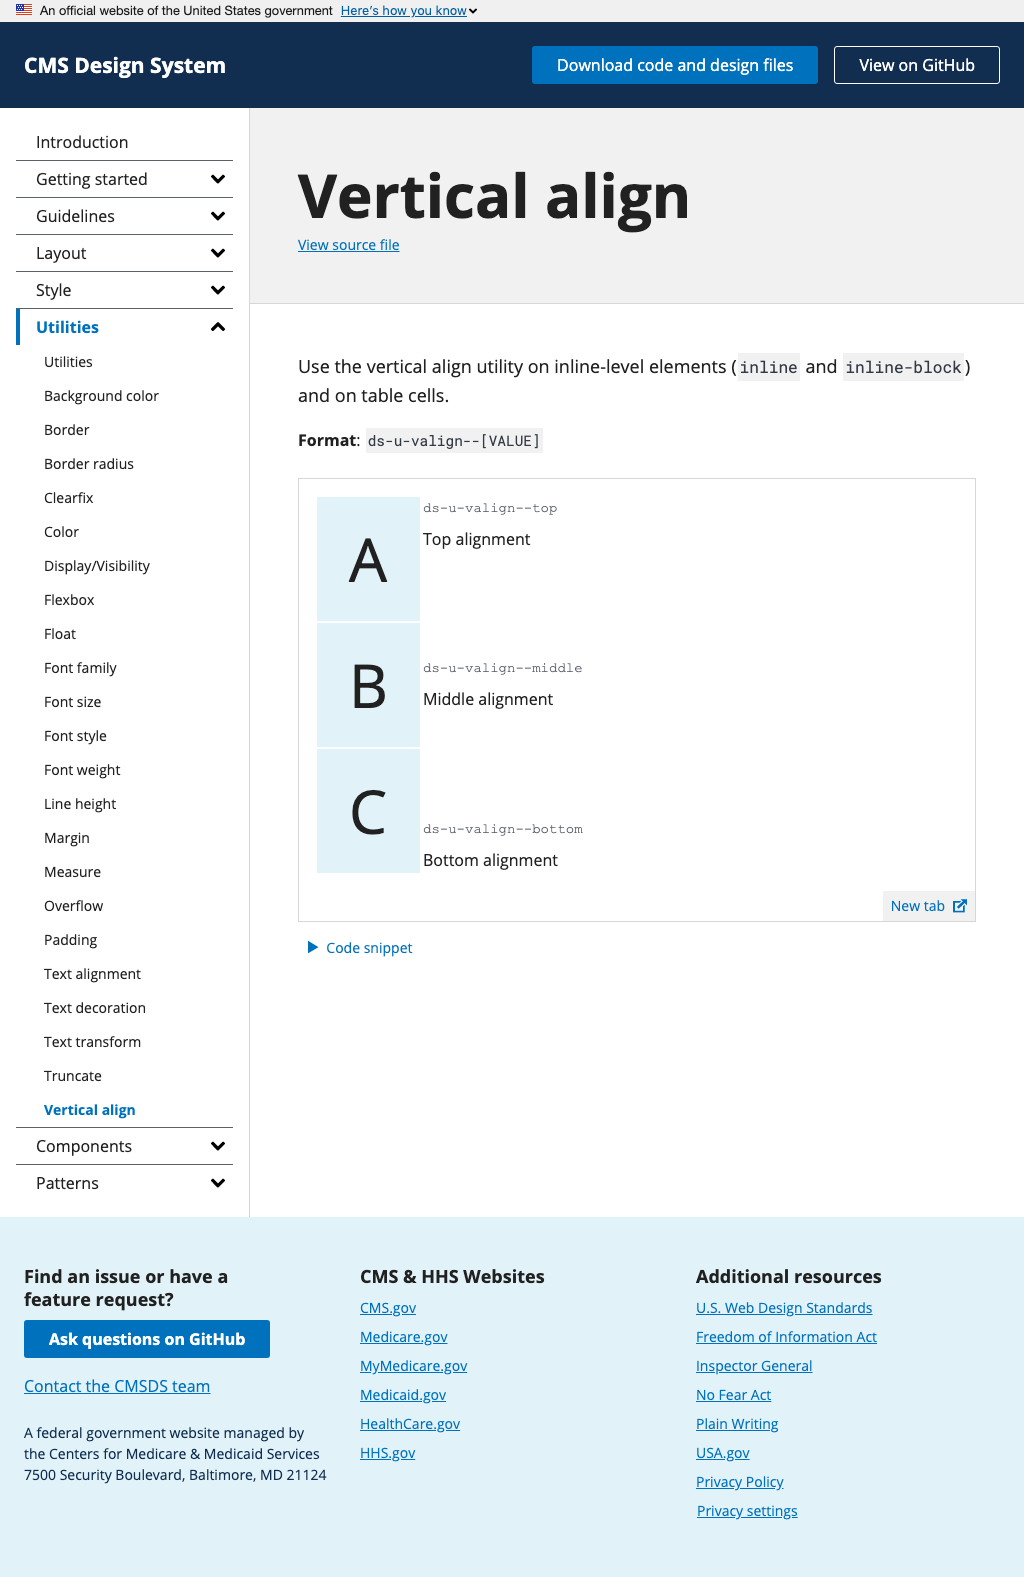 An official website of the United States government Here's how you know
CMS Design System
Download code and design files
View on GitHub
Introduction
Getting started
Guidelines
Layout
Style
Utilities
Utilities
Background color
Border
Border radius
Clearfix
Color
Display/Visibility
Flexbox
Float
Font family
Font size
Font style
Font weight
Line height
Margin
Measure
Overflow
Padding
Text alignment
Text decoration
Text transform
Truncate
Vertical align
Components
Patterns
Vertical align
View source file
Use the vertical align utility on inline-level elements (inline and inline-block)
and on table cells.
Format: ds-u-valign--[VALUE]
A
ds-u-valign--top
Top alignment
B
ds-u-valign--middle
Middle alignment
C
ds-u-valign--bottom
Bottom alignment
New tab
Code snippet
Find an issue or have a
feature request?
Ask questions on GitHub
Contact the CMSDS team
A federal government website managed by
the Centers for Medicare & Medicaid Services
7500 Security Boulevard, Baltimore, MD 21124
CMS & HHS Websites
CMS.gov
Medicare.gov
MyMedicare.gov
Medicaid.gov
HealthCare.gov
HHS.gov
Additional resources
U.S. Web Design Standards
Freedom of Information Act
Inspector General
No Fear Act
Plain Writing
USA.gov
Privacy Policy
Privacy settings